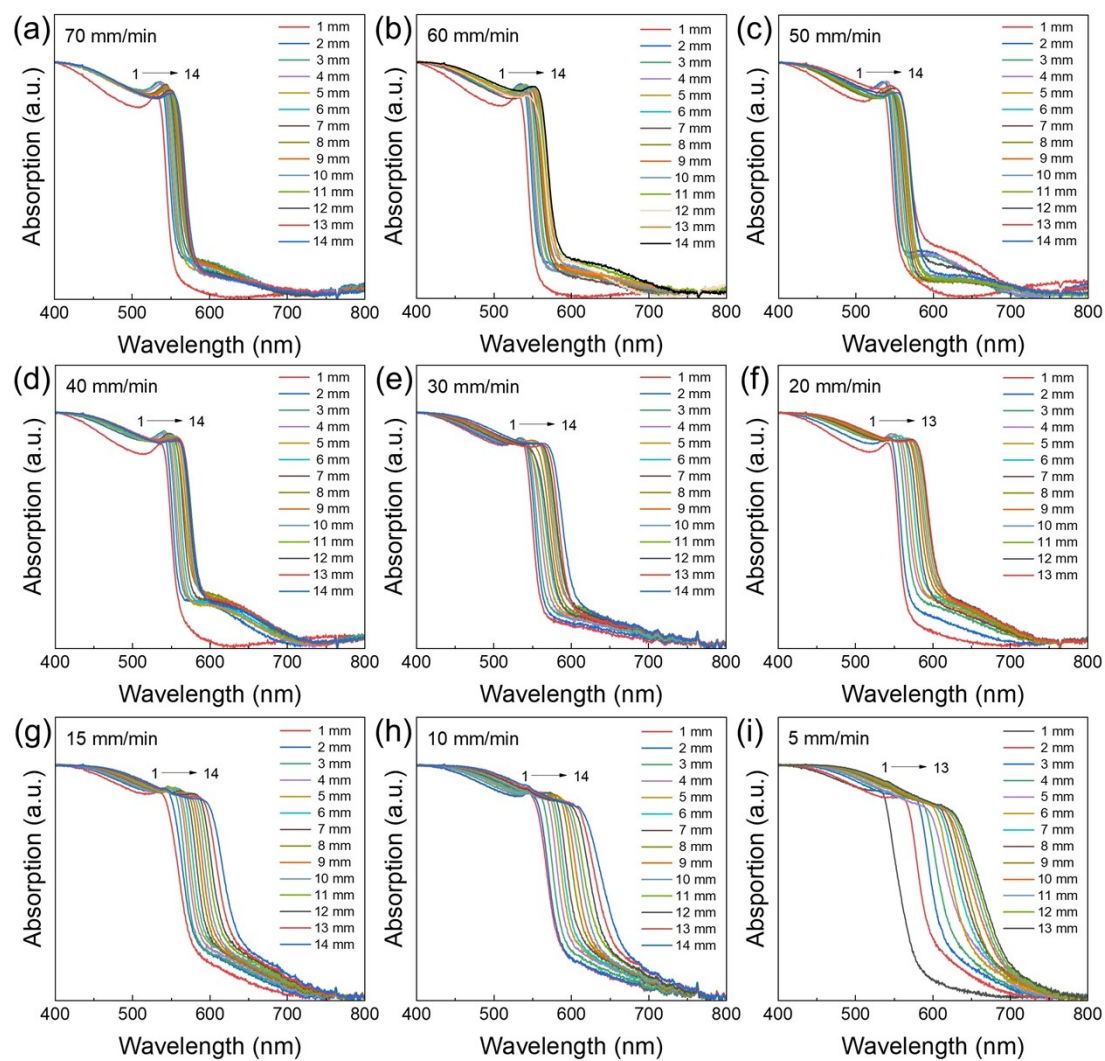 (a)
70 mm/min
1 14
1 mm
2 mm
3 mm
4 mm
5 mm
6 mm
7 mm
8 mm
9 mm
10 mm
11 mm
12 mm
13 mm
14 mm
Absorption (a.u.)
400 500 600 700 800
Wavelength (nm)
(b)
60 mm/min
1 14
1 mm
2 mm
3 mm
4 mm
5 mm
6 mm
7 mm
8 mm
9 mm
10 mm
11 mm
12 mm
13 mm
14 mm
Absorption (a.u.)
400 500 600 700 800
Wavelength (nm)
(c)
50 mm/min
1 14
1 mm
2 mm
3 mm
4 mm
5 mm
6 mm
7 mm
8 mm
9 mm
10 mm
11 mm
12 mm
13 mm
14 mm
Absorption (a.u.)
400 500 600 700 800
Wavelength (nm)
(d)
40 mm/min
1 14
1 mm
2 mm
3 mm
4 mm
5 mm
6 mm
7 mm
8 mm
9 mm
10 mm
11 mm
12 mm
13 mm
14 mm
Absorption (a.u.)
400 500 600 700 800
Wavelength (nm)
(e)
30 mm/min
1 14
1 mm
2 mm
3 mm
4 mm
5 mm
6 mm
7 mm
8 mm
9 mm
10 mm
11 mm
12 mm
13 mm
14 mm
Absorption (a.u.)
400 500 600 700 800
Wavelength (nm)
(f)
20 mm/min
1 13
1 mm
2 mm
3 mm
4 mm
5 mm
6 mm
7 mm
8 mm
9 mm
10 mm
11 mm
12 mm
13 mm
Absorption (a.u.)
400 500 600 700 800
Wavelength (nm)
(g)
15 mm/min
1 14
1 mm
2 mm
3 mm
4 mm
5 mm
6 mm
7 mm
8 mm
9 mm
10 mm
11 mm
12 mm
13 mm
14 mm
Absorption (a.u.)
400 500 600 700 800
Wavelength (nm)
(h)
10 mm/min
1 14
1 mm
2 mm
3 mm
4 mm
5 mm
6 mm
7 mm
8 mm
9 mm
10 mm
11 mm
12 mm
13 mm
14 mm
Absorption (a.u.)
400 500 600 700 800
Wavelength (nm)
(i)
5 mm/min
1 13
1 mm
2 mm
3 mm
4 mm
5 mm
6 mm
7 mm
8 mm
9 mm
10 mm
11 mm
12 mm
13 mm
Absportion (a.u.)
400 500 600 700 800
Wavelength (nm)